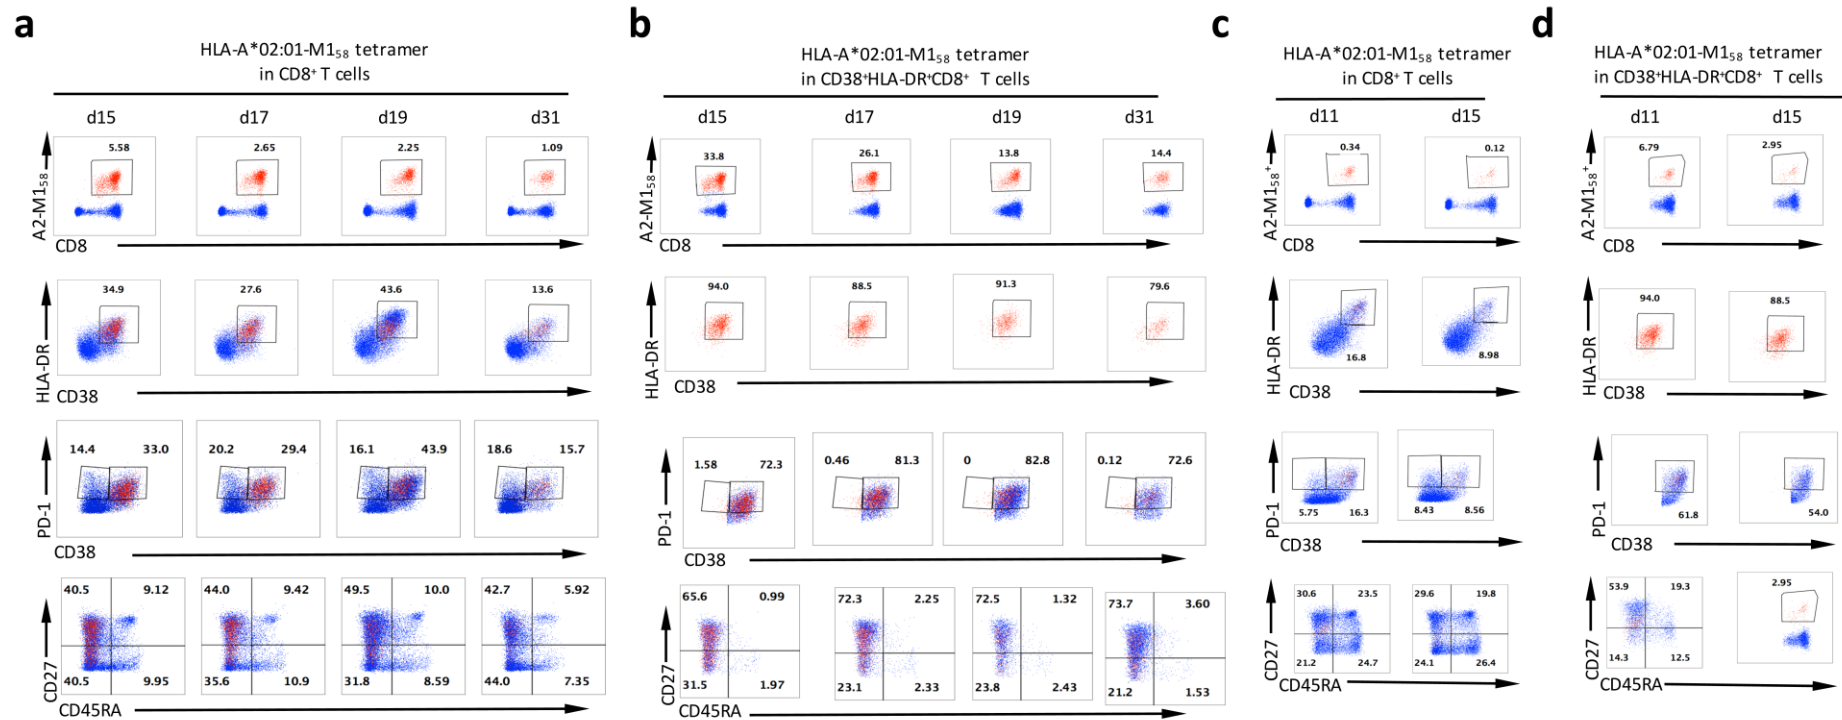 a
HLA-A*02:01-M1₅₈ tetramer
in CD8⁺ T cells
d15 d17 d19 d31
A2-M1₅₈
5.58 2.65 2.25 1.09
CD8
HLA-DR
34.9 27.6 43.6 13.6
CD38
PD-1
14.4 33.0 20.2 29.4 16.1 43.9 18.6 15.7
CD38
CD27
40.5 9.12 44.0 9.42 49.5 10.0 42.7 5.92
40.5 9.95 35.6 10.9 31.8 8.59 44.0 7.35
CD45RA
b
HLA-A*02:01-M1₅₈ tetramer
in CD38⁺HLA-DR⁺CD8⁺ T cells
d15 d17 d19 d31
A2-M1₅₈
33.8 26.1 13.8 14.4
CD8
HLA-DR
94.0 88.5 91.3 79.6
CD38
PD-1
1.58 72.3 0.46 81.3 0 82.8 0.12 72.6
CD38
CD27
65.6 0.99 72.3 2.25 72.5 1.32 73.7 3.60
31.5 1.97 23.1 2.33 23.8 2.43 21.2 1.53
CD45RA
c
HLA-A*02:01-M1₅₈ tetramer
in CD8⁺ T cells
d11 d15
A2-M1₅₈⁺
0.34 0.12
CD8
HLA-DR
16.8 8.98
CD38
PD-1
5.75 16.3 8.43 8.56
CD38
CD27
30.6 23.5 29.6 19.8
21.2 24.7 24.1 26.4
CD45RA
d
HLA-A*02:01-M1₅₈ tetramer
in CD38⁺HLA-DR⁺CD8⁺ T cells
d11 d15
A2-M1₅₈⁺
6.79 2.95
CD8
HLA-DR
94.0 88.5
CD38
PD-1
61.8 54.0
CD38
CD27
53.9 19.3 2.95
14.3 12.5
CD45RA